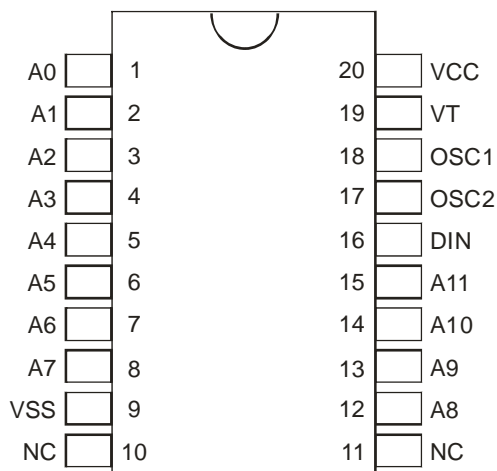 A0 1 20 VCC
A1 2 19 VT
A2 3 18 OSC1
A3 4 17 OSC2
A4 5 16 DIN
A5 6 15 A11
A6 7 14 A10
A7 8 13 A9
VSS 9 12 A8
NC 10 11 NC